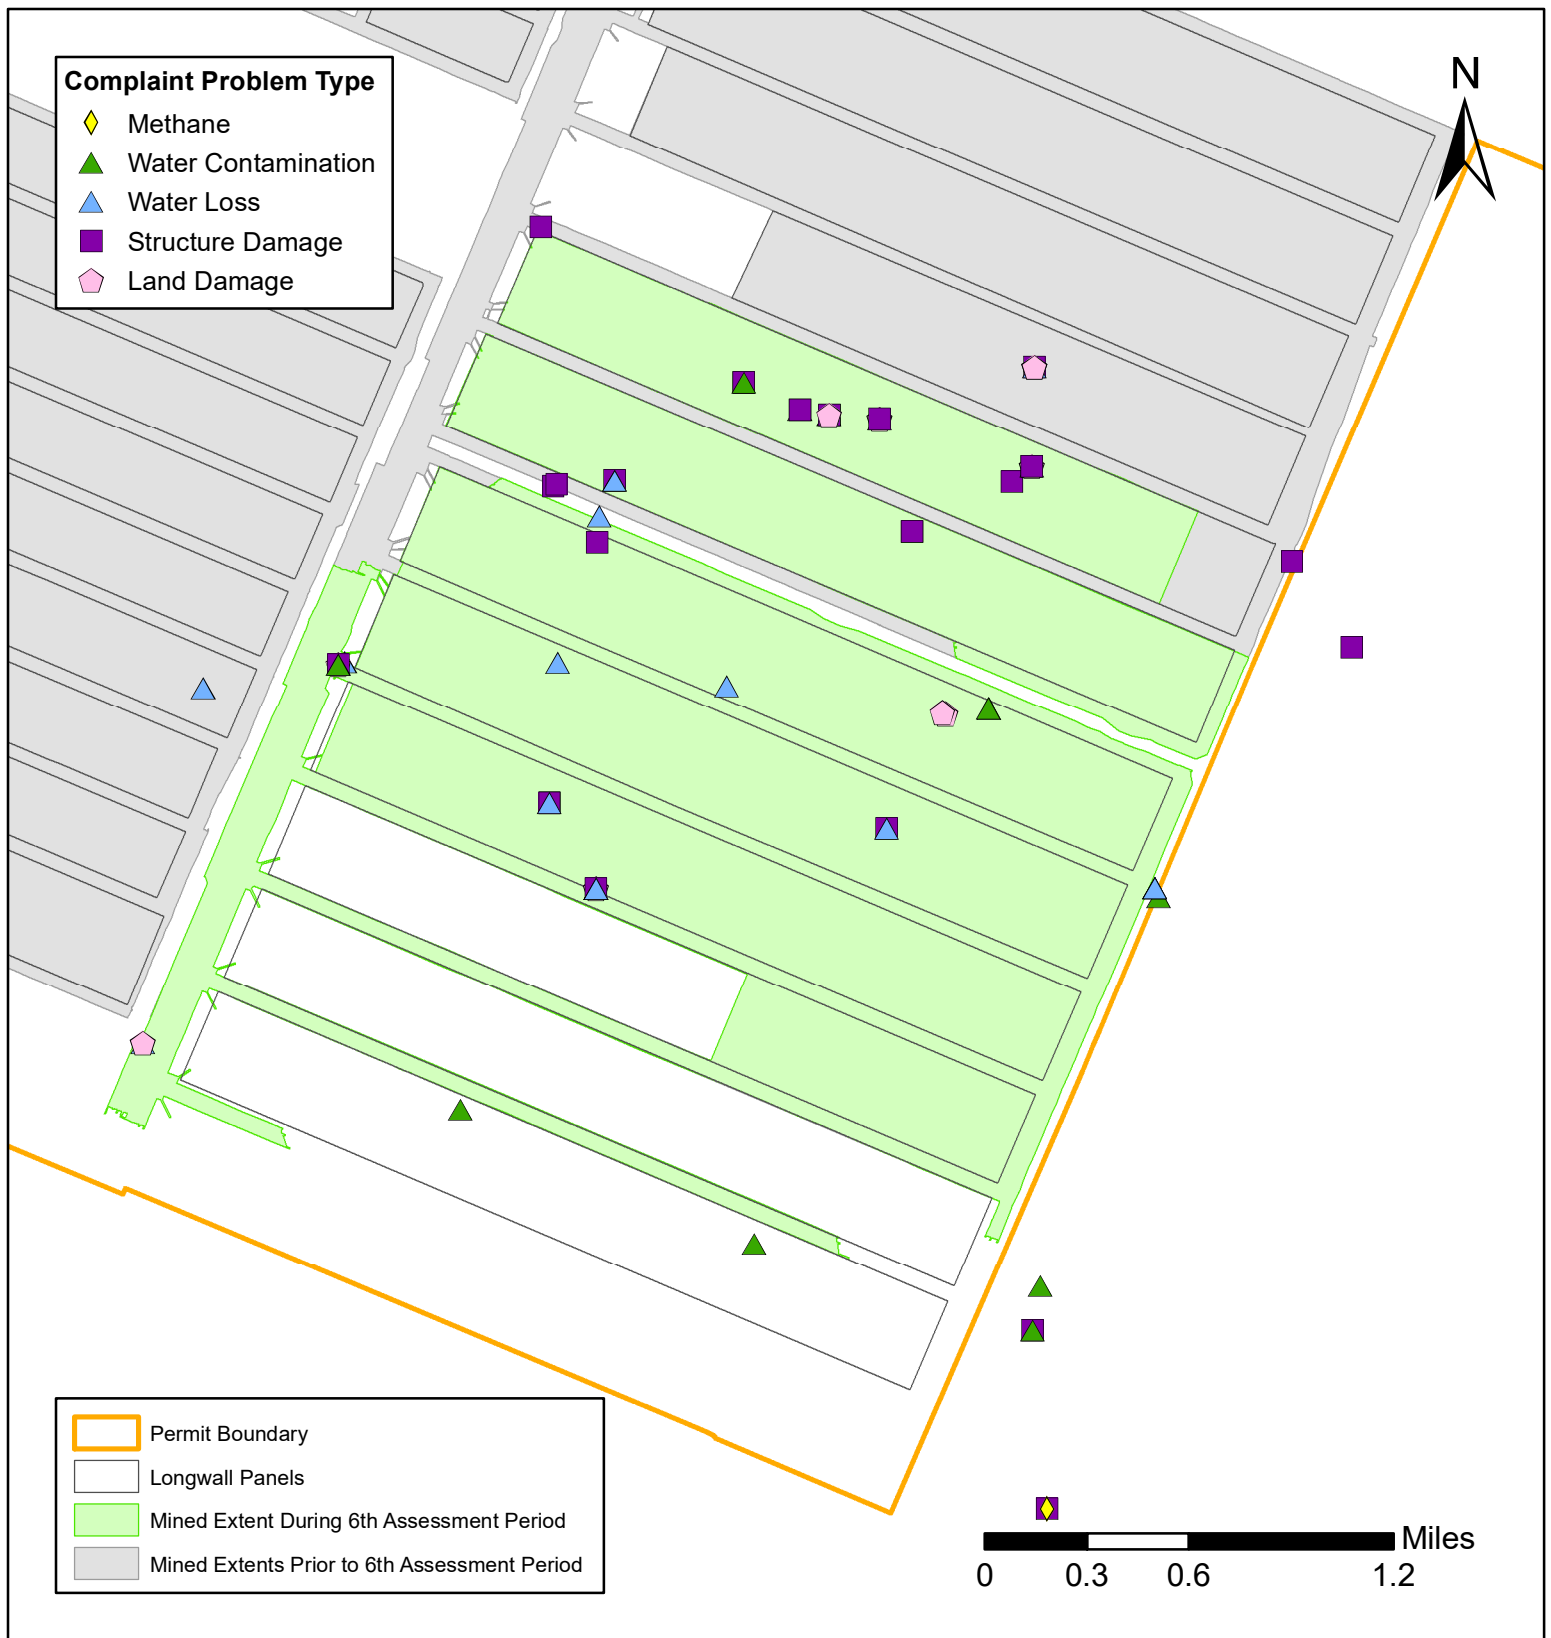 Complaint Problem Type
Methane
Water Contamination
Water Loss
Structure Damage
Land Damage
N
Permit Boundary
Longwall Panels
Mined Extent During 6th Assessment Period
Mined Extents Prior to 6th Assessment Period
Miles
0 0.3 0.6 1.2